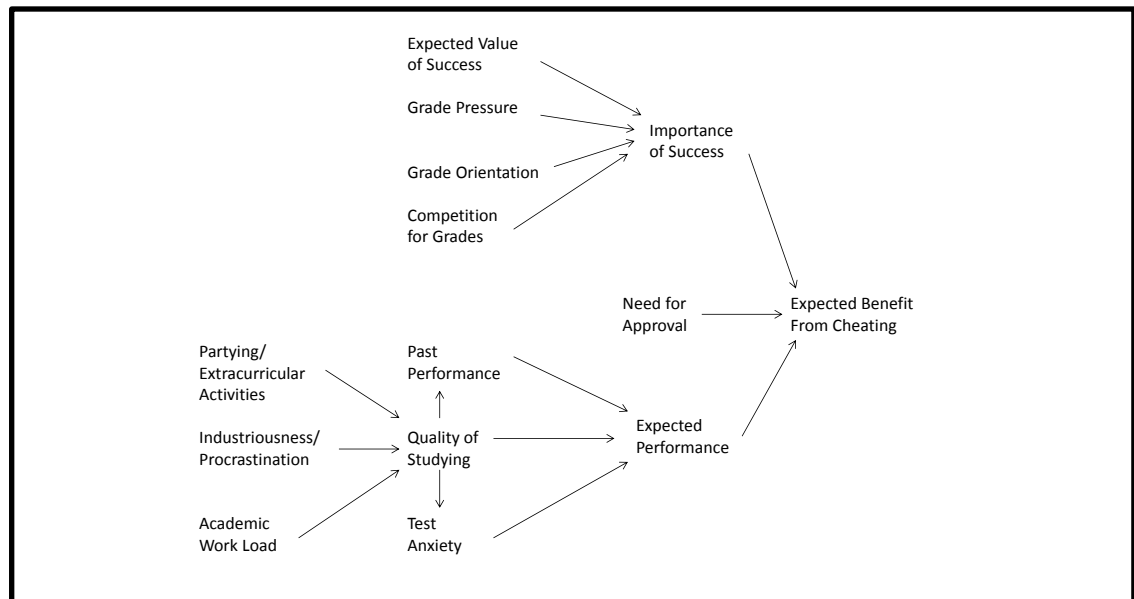 Expected Value
of Success
Grade Pressure
Grade Orientation
Competition
for Grades
Importance
of Success
Need for
Approval
Expected Benefit
From Cheating
Partying/
Extracurricular
Activities
Industriousness/
Procrastination
Academic
Work Load
Past
Performance
Quality of
Studying
Test
Anxiety
Expected
Performance